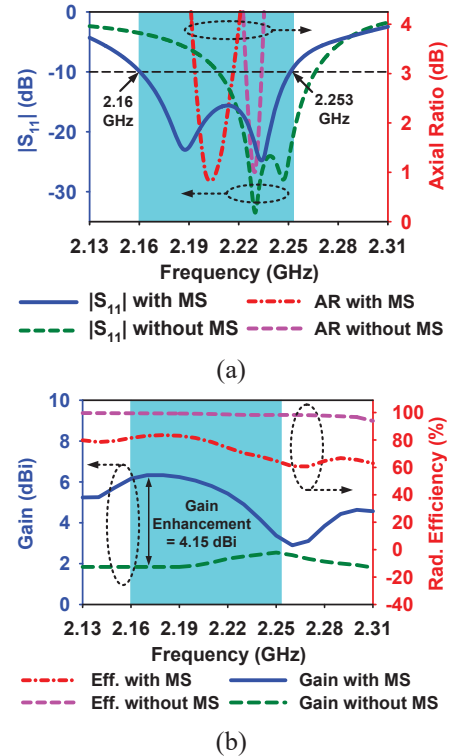 0
-10
-20
-30
|S11| (dB)
2.16
GHz
2.253
GHz
4
3
2
1
0
Axial Ratio (dB)
2.13 2.16 2.19 2.22 2.25 2.28 2.31
Frequency (GHz)
|S11| with MS AR with MS
|S11| without MS AR without MS
(a)
10
8
6
4
2
0
Gain (dBi)
Gain
Enhancement
= 4.15 dBi
100
80
60
40
20
0
-20
-40
Rad. Efficiency (%)
2.13 2.16 2.19 2.22 2.25 2.28 2.31
Frequency (GHz)
Eff. with MS Gain with MS
Eff. without MS Gain without MS
(b)